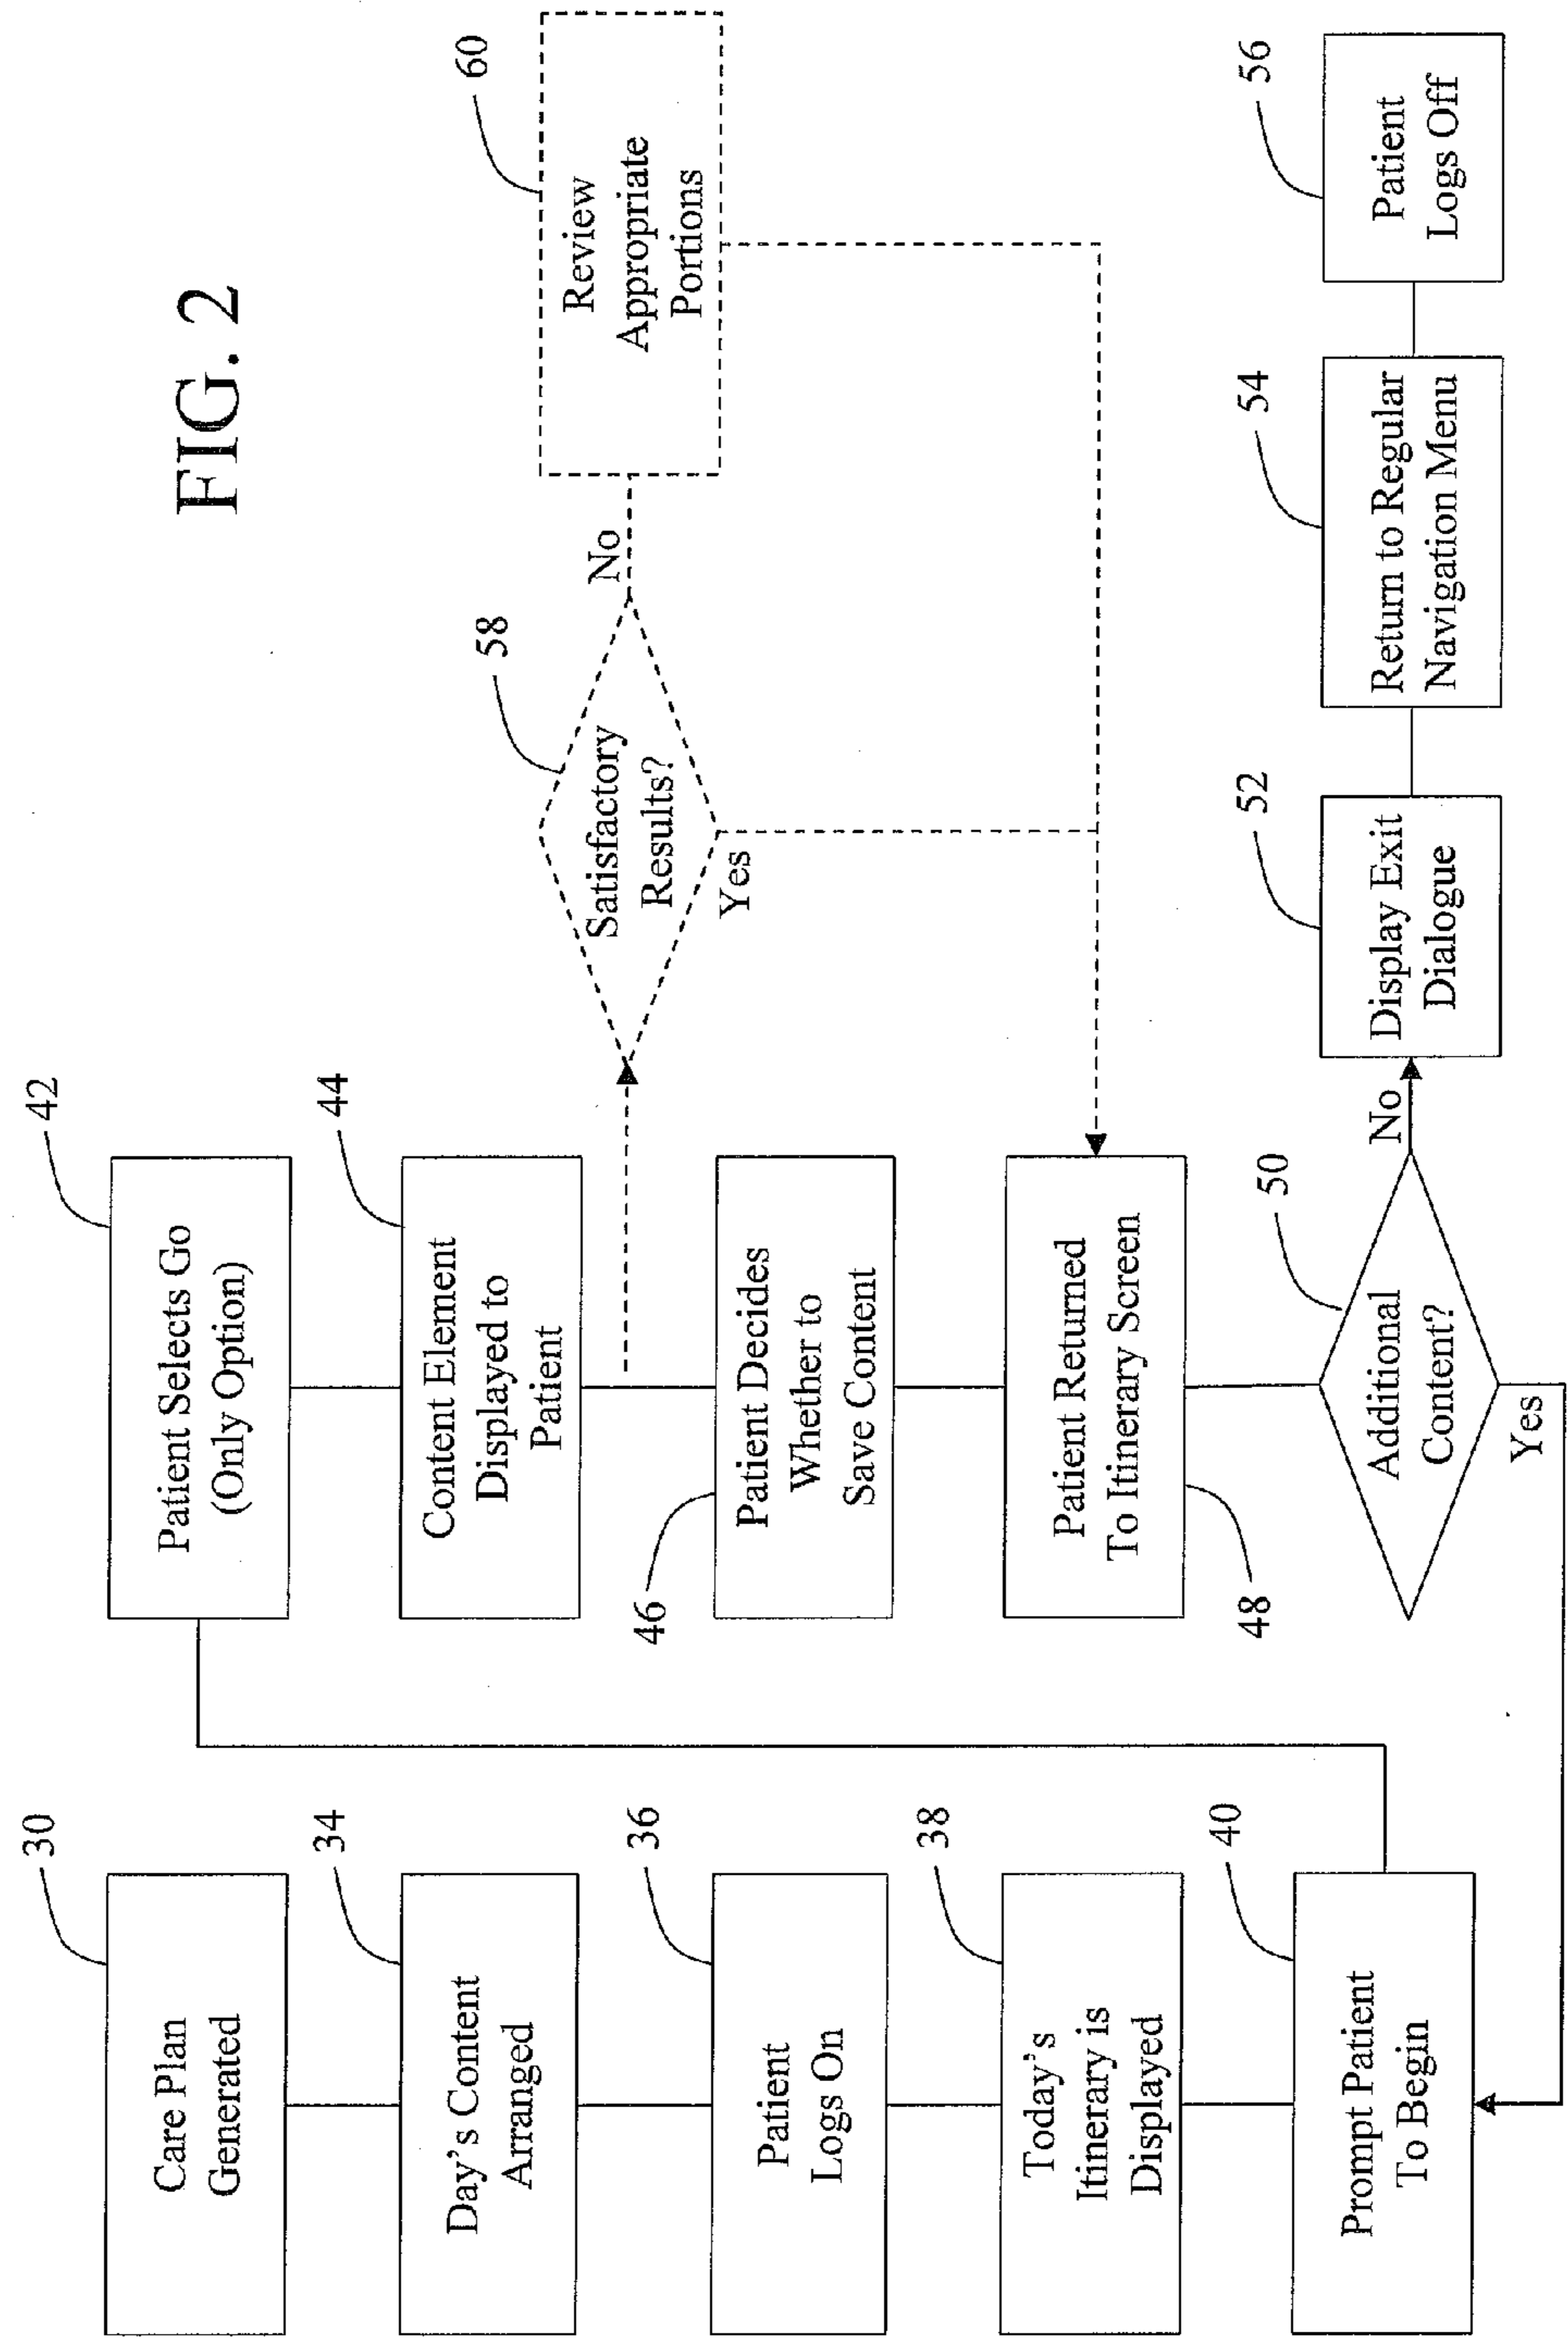 FIG. 2
30
Care Plan
Generated
34
Day's Content
Arranged
36
Patient
Logs On
38
Today's
Itinerary is
Displayed
40
Prompt Patient
To Begin
42
Patient Selects Go
(Only Option)
44
Content Element
Displayed to
Patient
46
Patient Decides
Whether to
Save Content
48
Patient Returned
To Itinerary Screen
50
Additional
Content?
Yes
No
52
Display Exit
Dialogue
54
Return to Regular
Navigation Menu
56
Patient
Logs Off
58
Satisfactory
Results?
Yes
No
60
Review
Appropriate
Portions